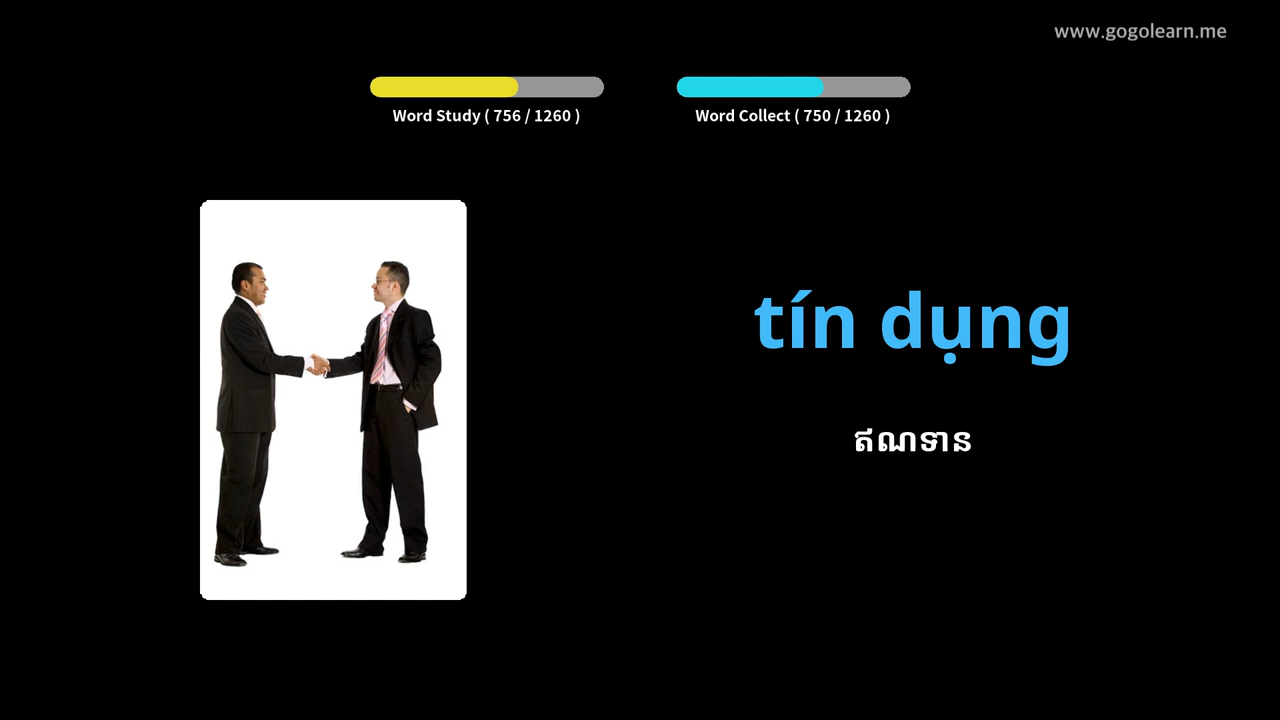 www.gogolearn.me
Word Study ( 756 / 1260 )
Word Collect ( 750 / 1260 )
tín dụng
ឥណទាន